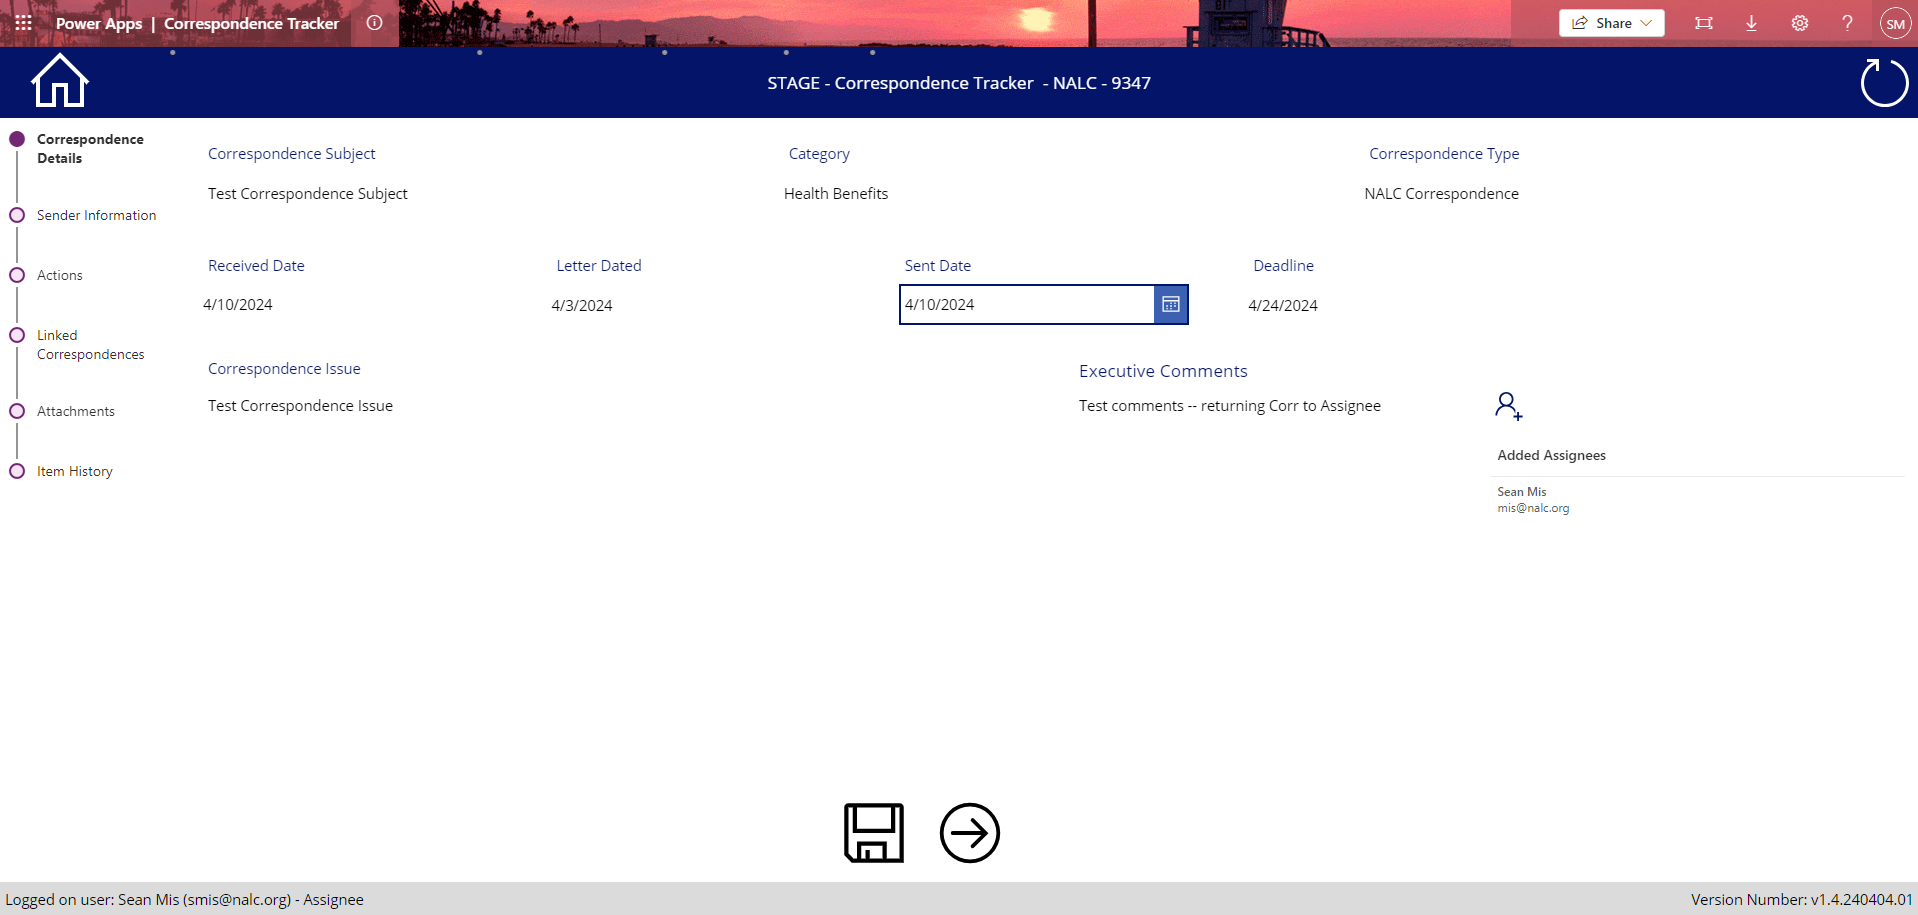 Power Apps | Correspondence Tracker
Share
SM
STAGE - Correspondence Tracker - NALC - 9347
Correspondence
Details
Sender Information
Actions
Linked
Correspondences
Attachments
Item History
Correspondence Subject
Category
Correspondence Type
Test Correspondence Subject
Health Benefits
NALC Correspondence
Received Date
Letter Dated
Sent Date
Deadline
4/10/2024
4/3/2024
4/10/2024
4/24/2024
Correspondence Issue
Executive Comments
Test Correspondence Issue
Test comments -- returning Corr to Assignee
Added Assignees
Sean Mis
mis@nalc.org
Logged on user: Sean Mis (smis@nalc.org) - Assignee
Version Number: v1.4.240404.01